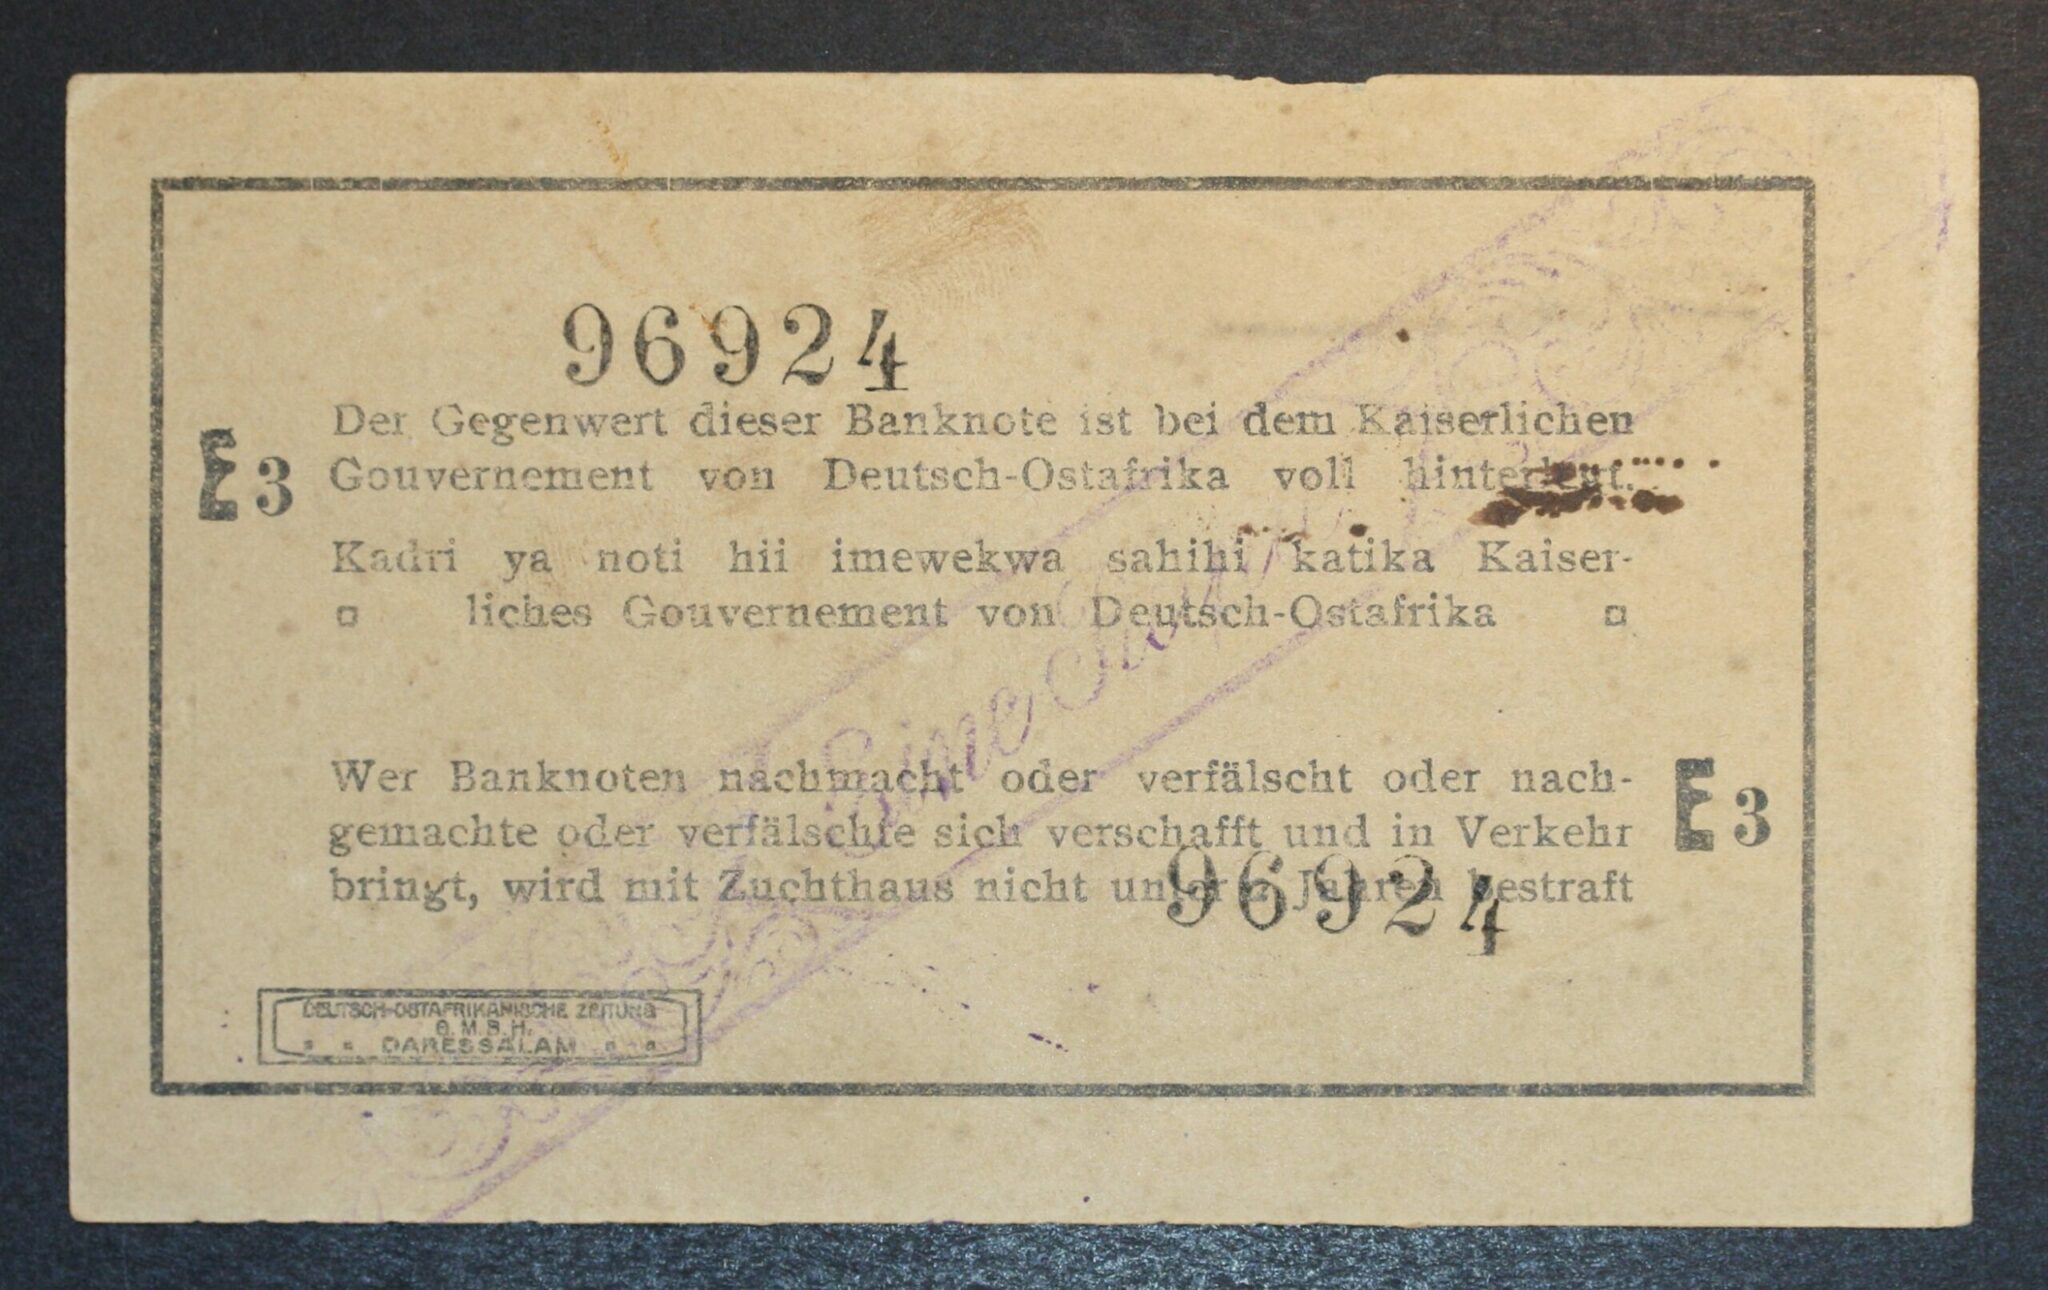 96924
Der Gegenwert dieser Banknote ist bei dem Kaiserlichen
E3 Gouvernement von Deutsch-Ostafrika voll
Kadri ya noti hii imewekwa sahihi katika Kaiser-
liches Gouvernement von Deutsch-Ostafrika
Wer Banknoten nachmacht oder verfälscht oder nach-
E3
gemachte oder verfälschte sich verschafft und in Verkehr
bringt, wird mit Zuchthaus nicht unter 2 Jahren bestraft
96924
Eine
DEUTSCH-OSTAFRIKANISCHE ZEITUNG
G.M.B.H.
DARESSALAM